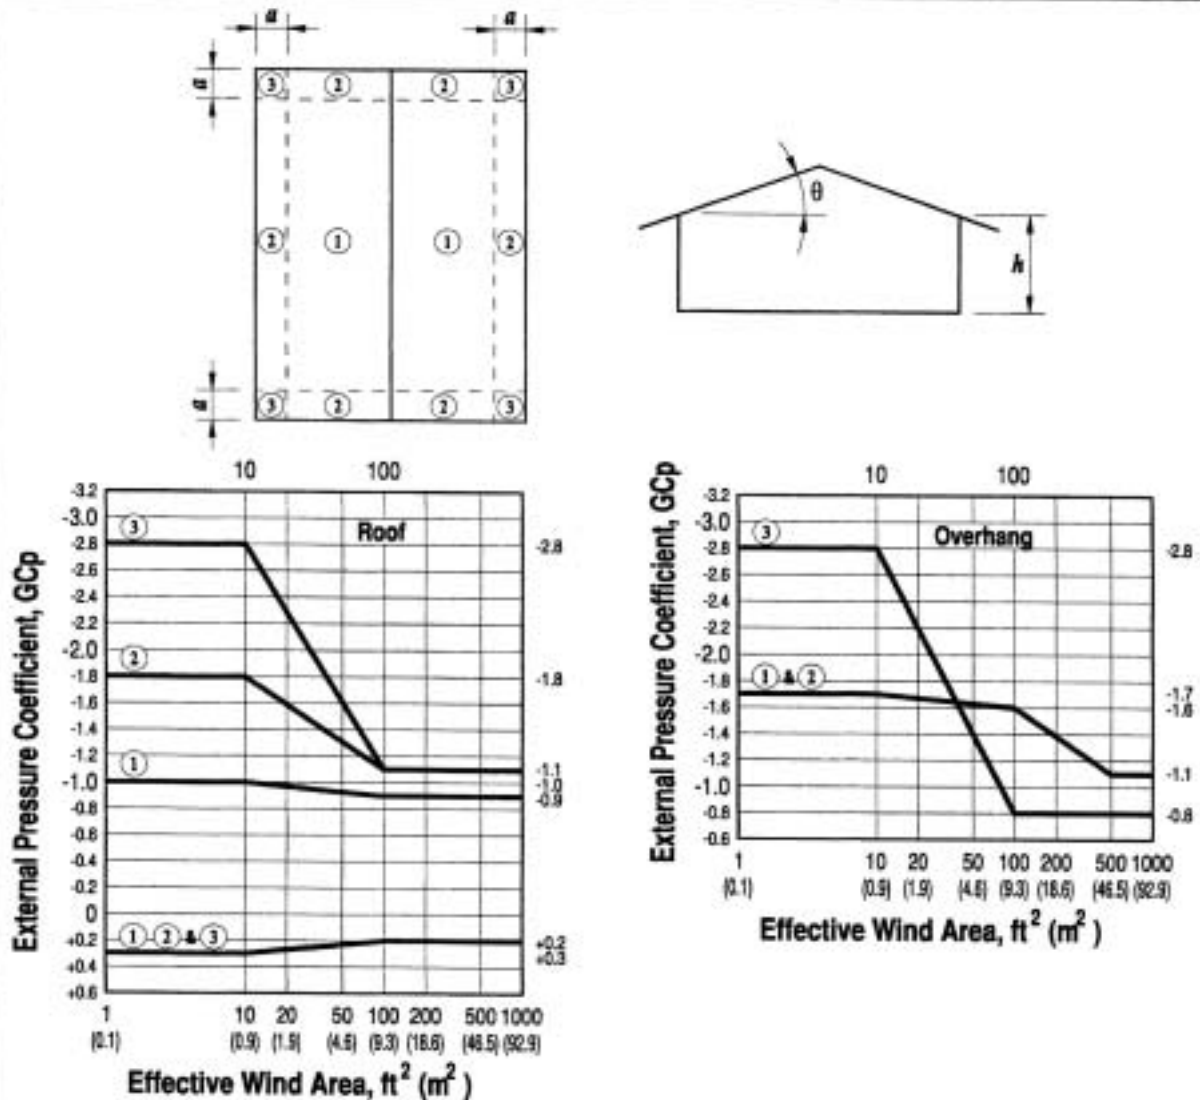 a a
a ③ ② ② ③
② ① ① ②
a ③ ② ② ③
θ
h
10 100
External Pressure Coefficient, GCp
Roof
-3.2
-3.0
-2.8 ③ -2.8
-2.6
-2.4
-2.2
-2.0
-1.8 ② -1.8
-1.6
-1.4
-1.2
-1.1
-1.0 ① -1.0
-0.9
-0.8
-0.6
-0.4
-0.2
0
+0.2 ① ② & ③ +0.2
+0.3
+0.4
+0.6
1 10 20 50 100 200 500 1000
(0.1) (0.9) (1.9) (4.6) (9.3) (18.6) (46.5) (92.9)
Effective Wind Area, ft² (m²)
10 100
External Pressure Coefficient, GCp
Overhang
-3.2
-3.0
-2.8 ③ -2.8
-2.6
-2.4
-2.2
-2.0
-1.8 ① & ②
-1.7
-1.6 -1.6
-1.4
-1.2
-1.1
-1.0
-0.8 -0.8
-0.6
1 10 20 50 100 200 500 1000
(0.1) (0.9) (1.9) (4.6) (9.3) (18.6) (46.5) (92.9)
Effective Wind Area, ft² (m²)